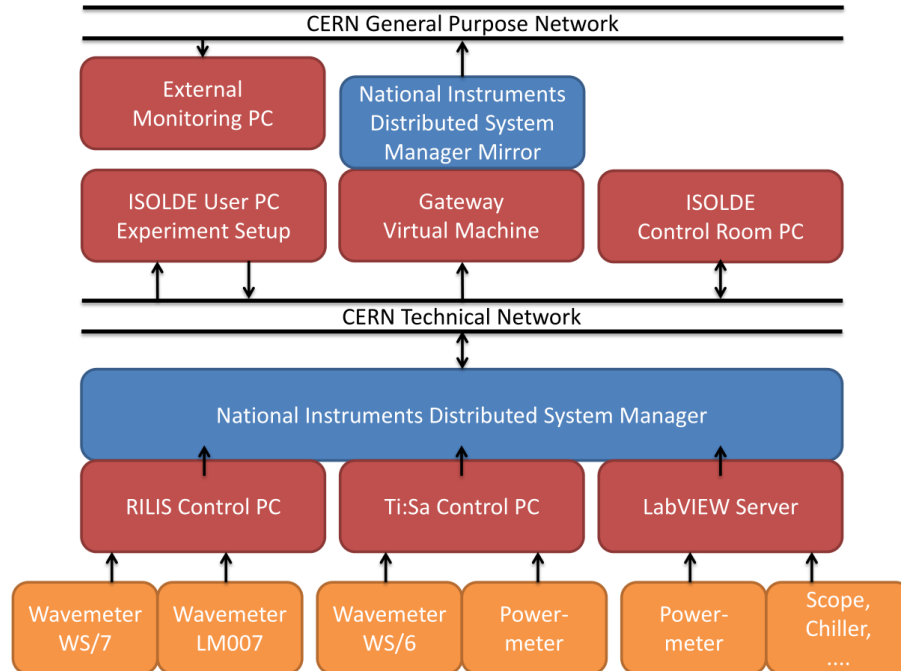 CERN General Purpose Network
External
Monitoring PC
National Instruments
Distributed System
Manager Mirror
ISOLDE User PC
Experiment Setup
Gateway
Virtual Machine
ISOLDE
Control Room PC
CERN Technical Network
National Instruments Distributed System Manager
RILIS Control PC
Ti:Sa Control PC
LabVIEW Server
Wavemeter
WS/7
Wavemeter
LM007
Wavemeter
WS/6
Power-
meter
Power-
meter
Scope,
Chiller,
....